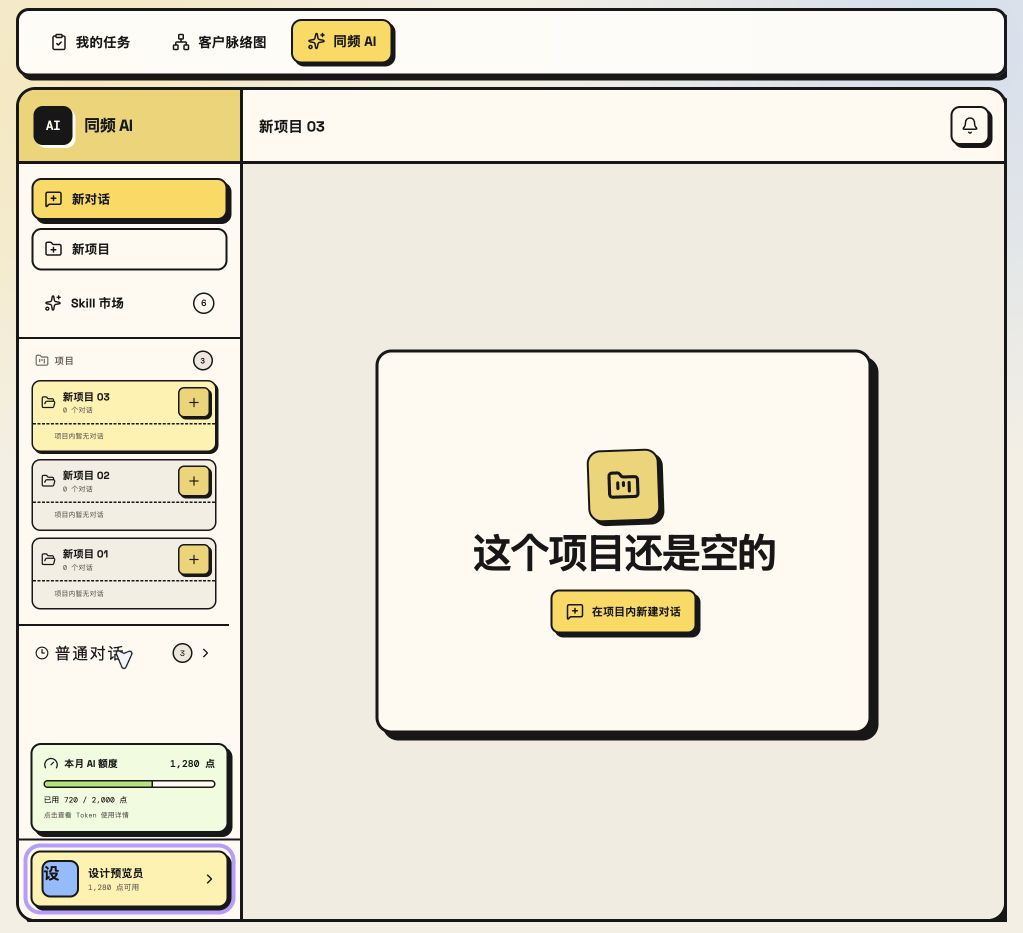 我的任务
客户脉络图
同频 AI
AI
同频 AI
新项目 03
新对话
新项目
Skill 市场
6
项目
3
新项目 03
0 个对话
项目内暂无对话
新项目 02
0 个对话
项目内暂无对话
新项目 01
0 个对话
项目内暂无对话
普通对话
3
这个项目还是空的
在项目内新建对话
本月 AI 额度
1,280 点
已用 720 / 2,000 点
点击查看 Token 使用详情
设
设计预览员
1,280 点可用